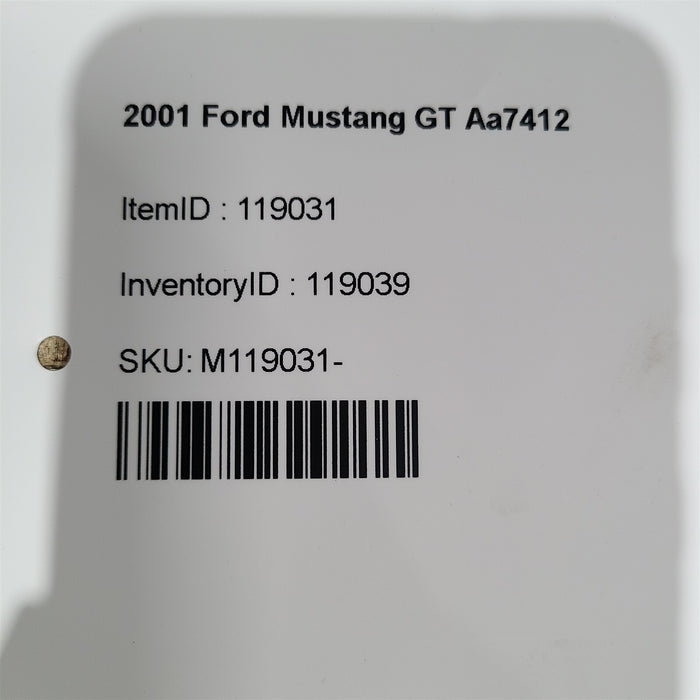 2001 Ford Mustang GT Aa7412
ItemID : 119031
InventoryID : 119039
SKU: M119031-